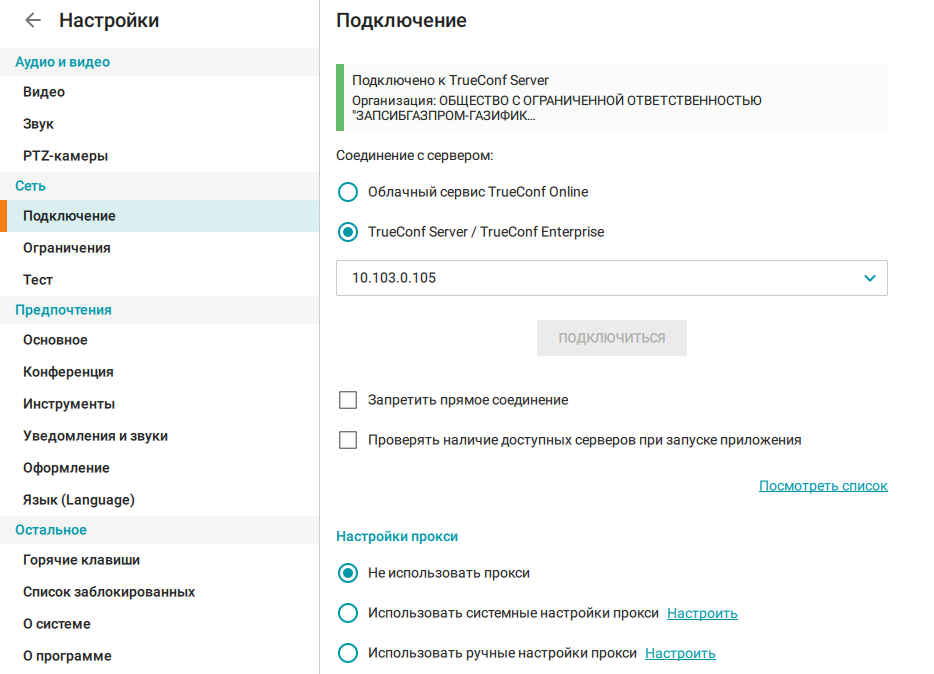 Настройки
Аудио и видео
Видео
Звук
PTZ-камеры
Сеть
Подключение
Ограничения
Тест
Предпочтения
Основное
Конференция
Инструменты
Уведомления и звуки
Оформление
Язык (Language)
Остальное
Горячие клавиши
Список заблокированных
О системе
О программе
Подключение
Подключено к TrueConf Server
Организация: ОБЩЕСТВО С ОГРАНИЧЕННОЙ ОТВЕТСТВЕННОСТЬЮ
"ЗАПСИБГАЗПРОМ-ГАЗИФИК...
Соединение с сервером:
Облачный сервис TrueConf Online
TrueConf Server / TrueConf Enterprise
10.103.0.105
ПОДКЛЮЧИТЬСЯ
Запретить прямое соединение
Проверять наличие доступных серверов при запуске приложения
Посмотреть список
Настройки прокси
Не использовать прокси
Использовать системные настройки прокси Настроить
Использовать ручные настройки прокси Настроить